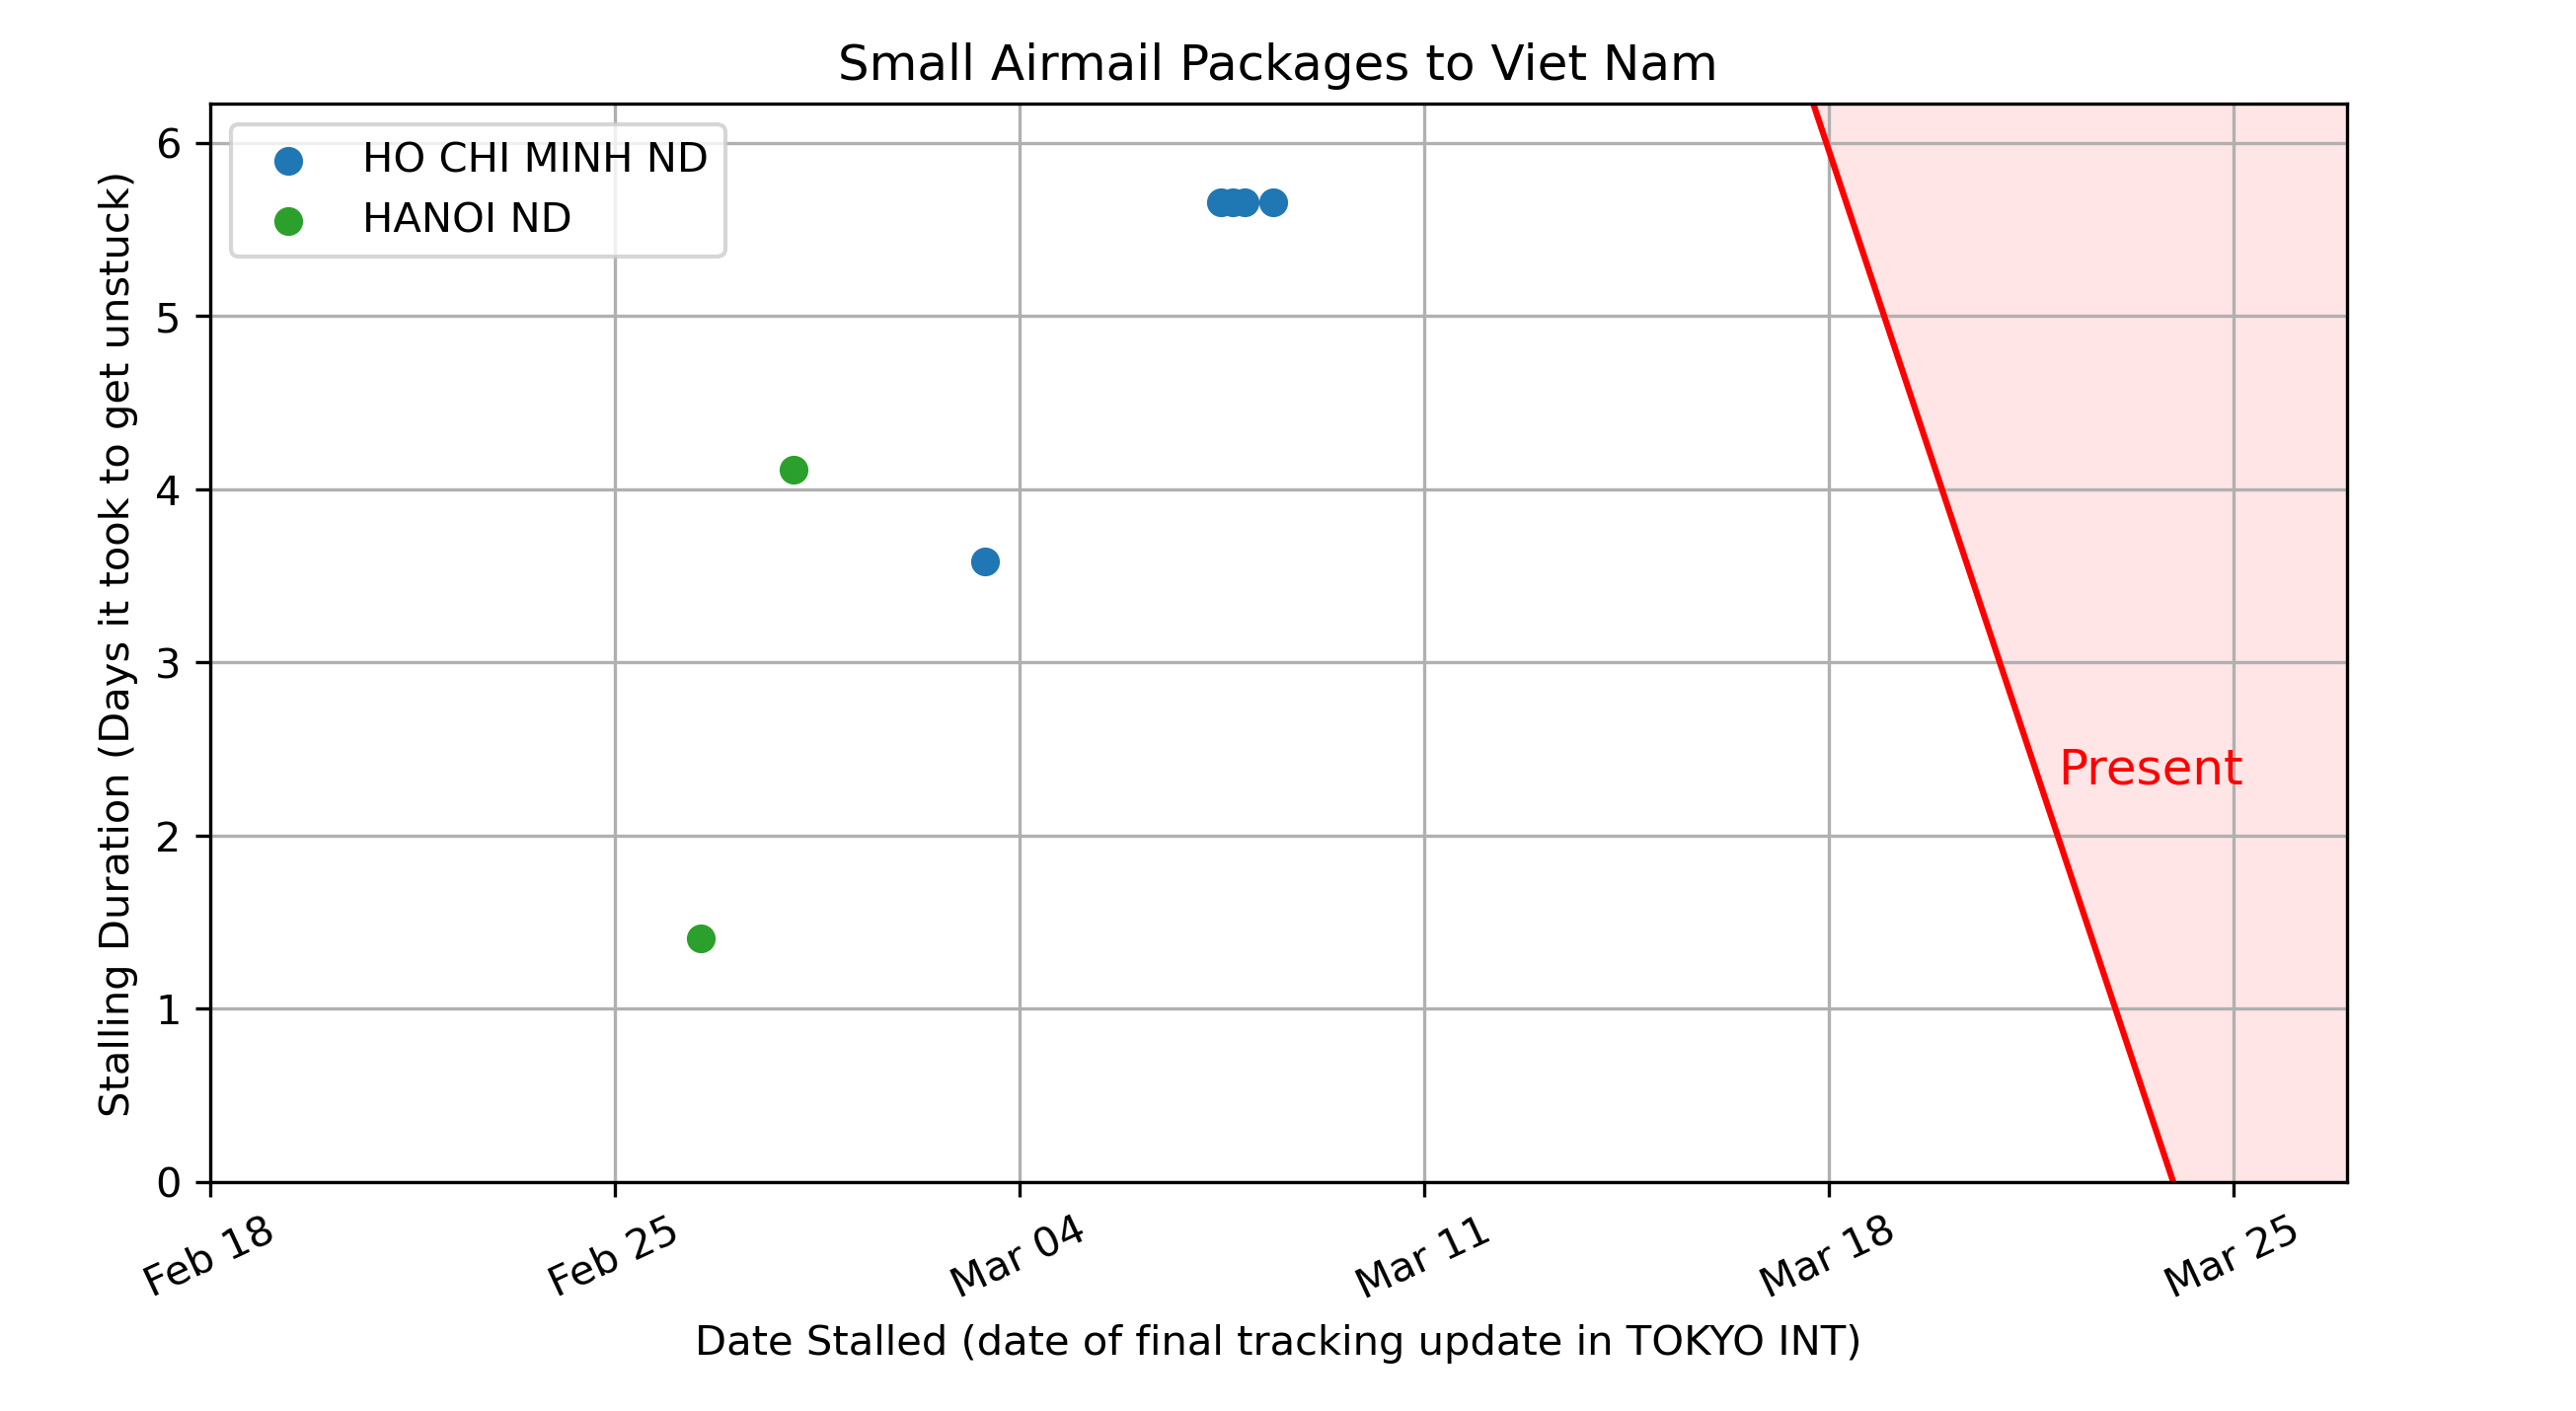 Small Airmail Packages to Viet Nam
HO CHI MINH ND
HANOI ND
Stalling Duration (Days it took to get unstuck)
6
5
4
3
2
1
0
Present
Feb 18
Feb 25
Mar 04
Mar 11
Mar 18
Mar 25
Date Stalled (date of final tracking update in TOKYO INT)